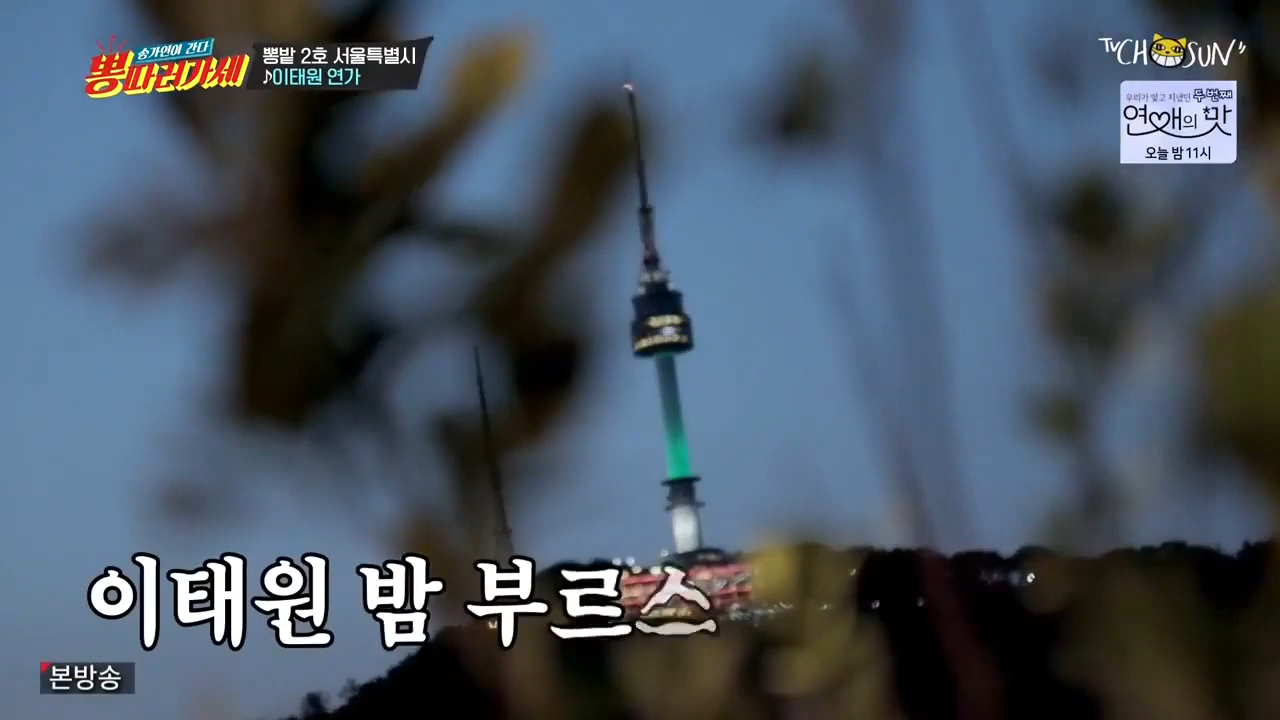 송가인이 간다
뽕따러가세
뽕밭 2호 서울특별시
♪이태원 연가
TV CHOSUN
우리가 잊고 지냈던 두 번째
연애의 맛
오늘 밤 11시
이태원 밤 부르스
본방송